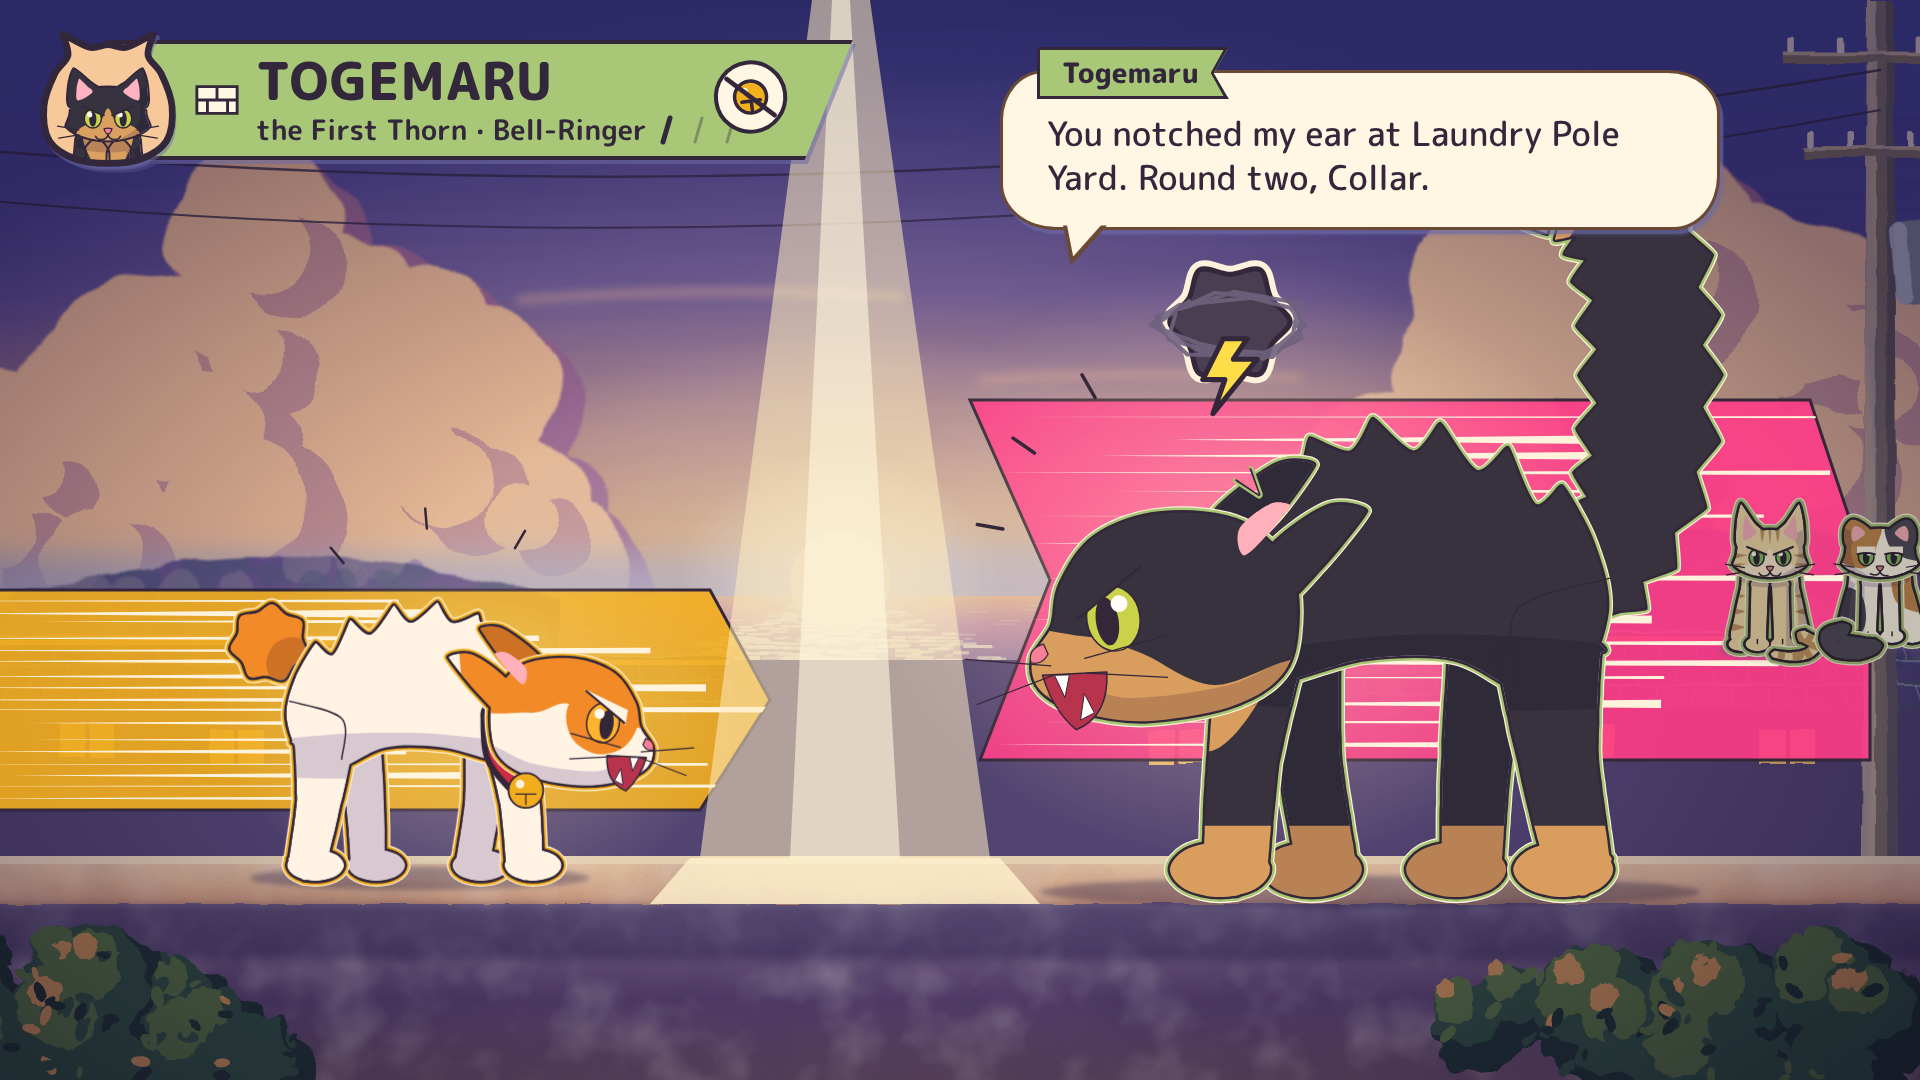 TOGEMARU
the First Thorn · Bell-Ringer
Togemaru
You notched my ear at Laundry Pole
Yard. Round two, Collar.